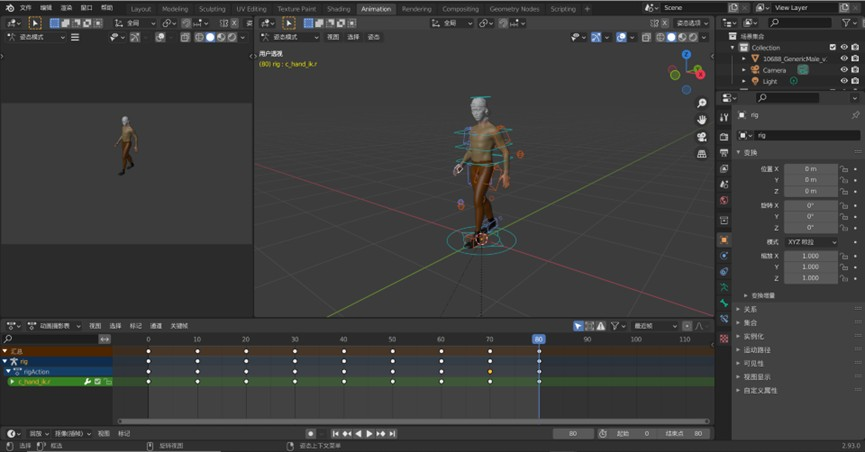 文件 编辑 渲染 窗口 帮助 Layout Modeling Sculpting UV Editing Texture Paint Shading Animation Rendering Compositing Geometry Nodes Scripting + Scene View Layer
全局 全局 姿态选项
姿态模式 姿态模式 视图 选择 姿态
用户透视
(80) rig : c_hand_ik.r
场景集合
Collection
10688_GenericMale_v
Camera
Light
rig
rig
变换
位置 X 0 m
Y 0 m
Z 0 m
旋转 X 0°
Y 0°
Z 0°
模式 XYZ 欧拉
缩放 X 1.000
Y 1.000
Z 1.000
变换增量
关系
集合
实例化
运动路径
可见性
视图显示
自定义属性
动画摄影表 视图 选择 标记 通道 关键帧 最近帧
0 10 20 30 40 50 60 70 80 90 100 110
汇总
rig
rigAction
c_hand_ik.r
回放 抠像(插帧) 视图 标记 80 起始 0 结束点 80
选择 框选 旋转视图 姿态上下文菜单 2.93.0